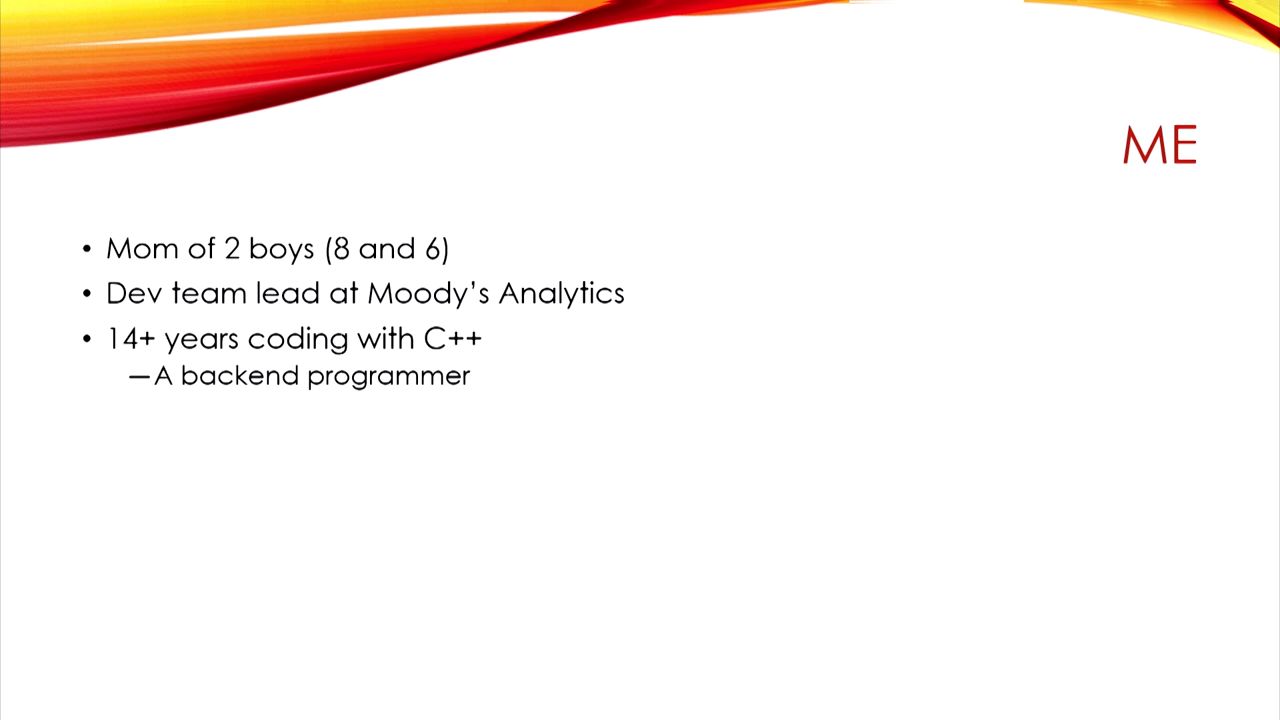 ME
• Mom of 2 boys (8 and 6)
• Dev team lead at Moody’s Analytics
• 14+ years coding with C++
—A backend programmer